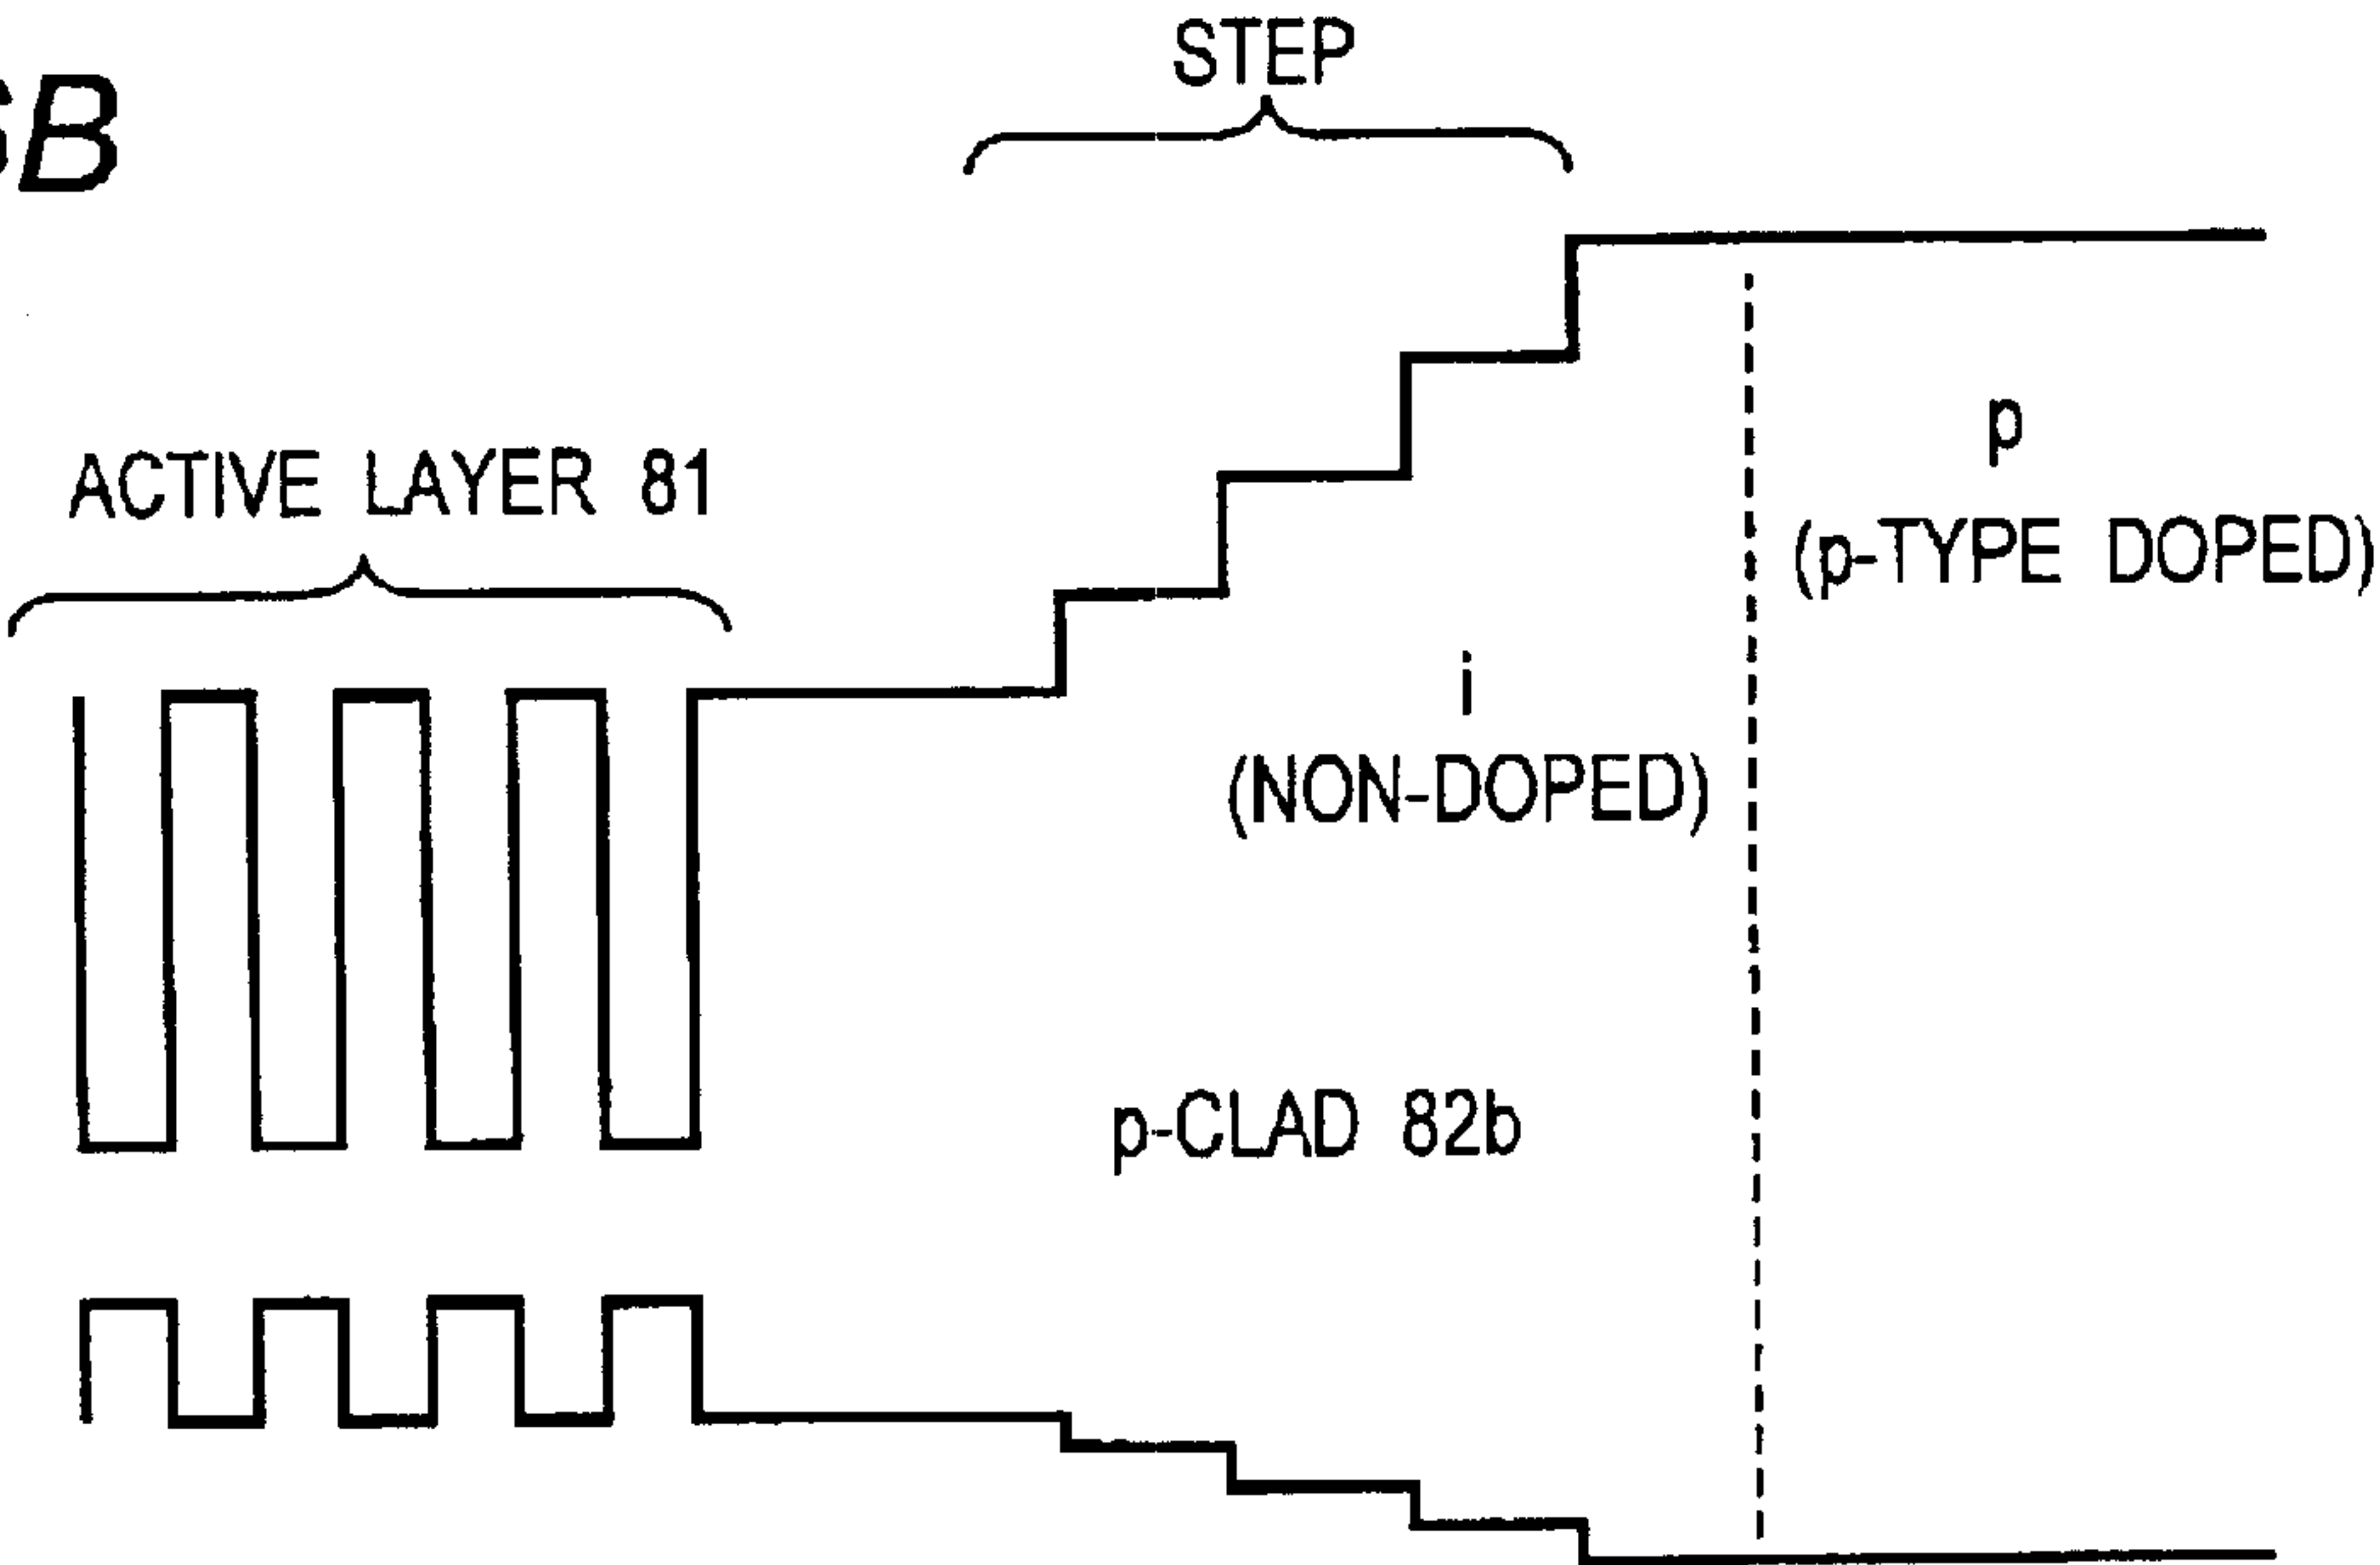 STEP
B
ACTIVE LAYER 81
p
(p-TYPE DOPED)
i
(NON-DOPED)
p-CLAD 82b